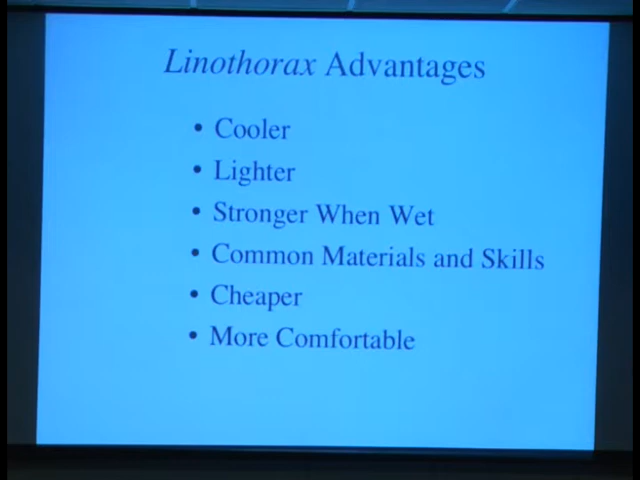 Linothorax Advantages
• Cooler
• Lighter
• Stronger When Wet
• Common Materials and Skills
• Cheaper
• More Comfortable